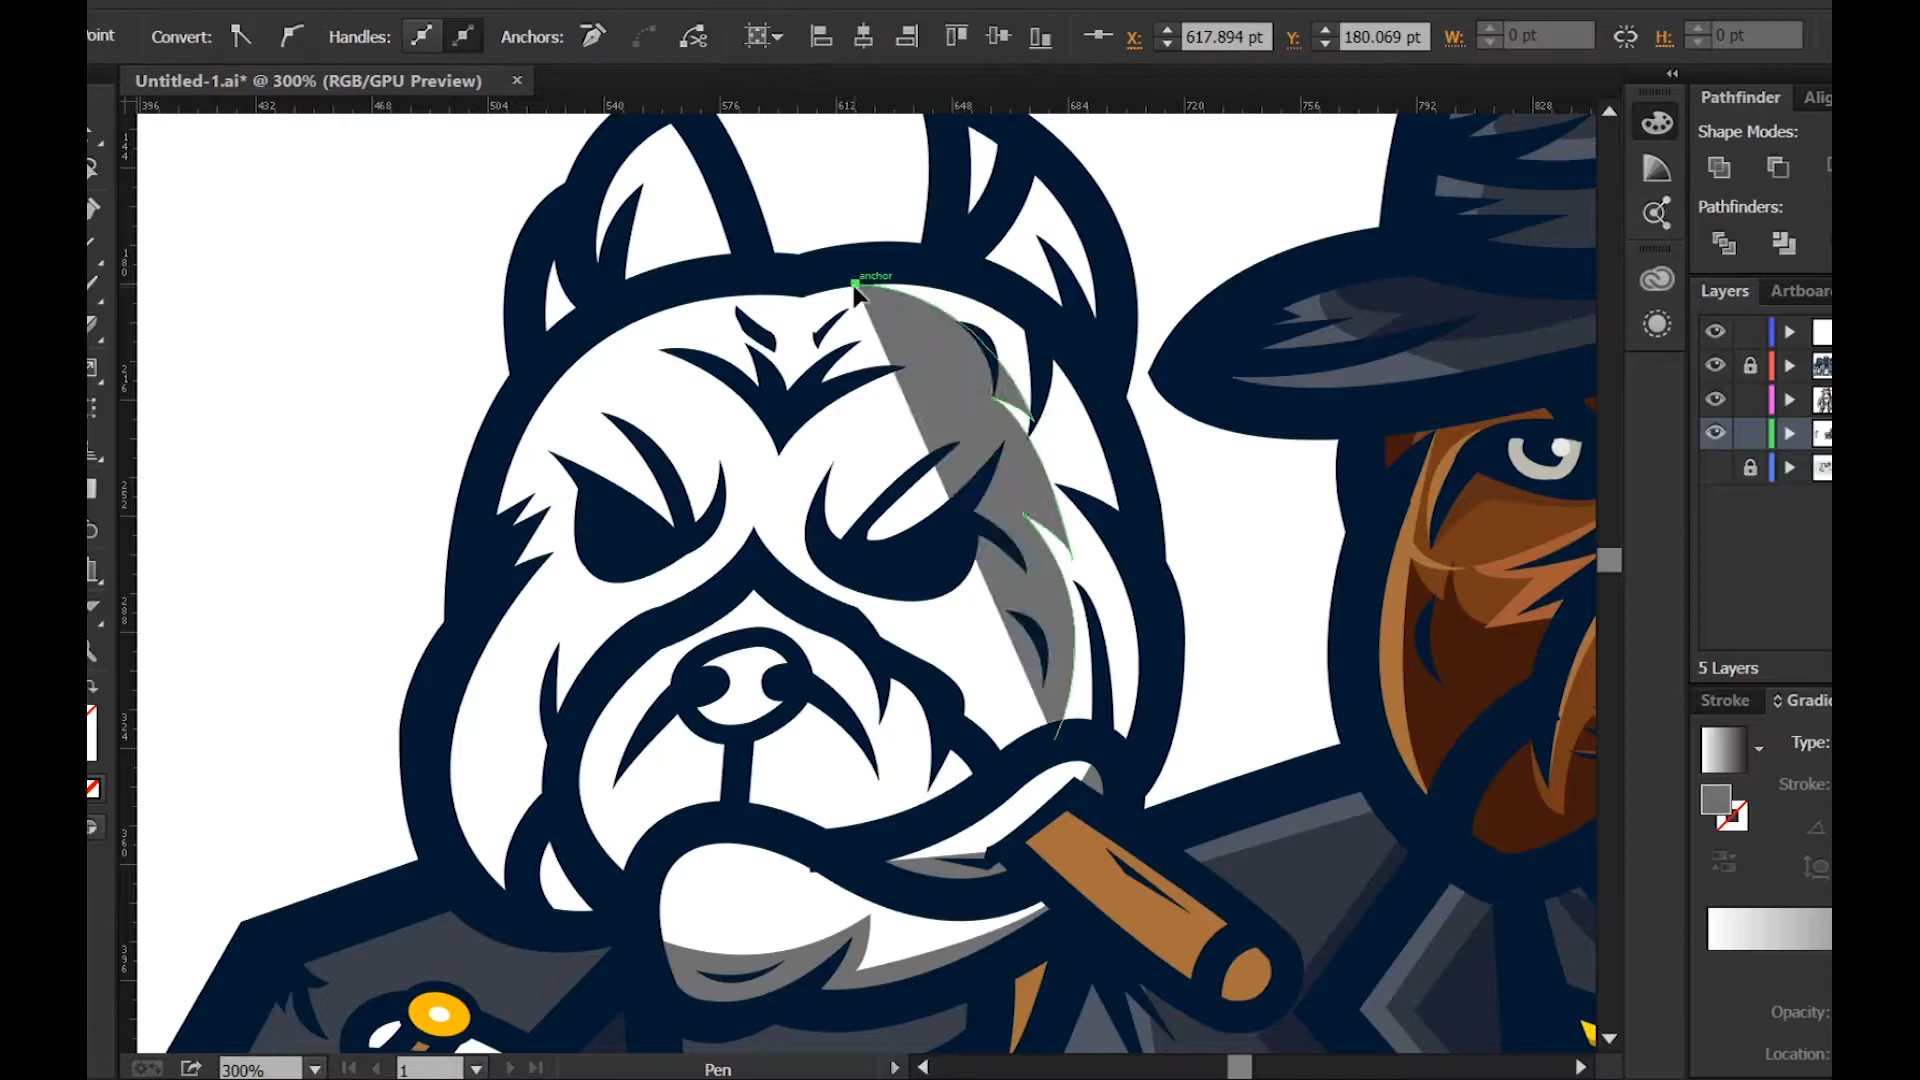 oint Convert: Handles: Anchors: X: 617.894 pt Y: 180.069 pt W: 0 pt H: 0 pt
Untitled-1.ai* @ 300% (RGB/GPU Preview) ×
396 432 468 504 540 576 612 648 684 720 756 792 828
144
180
216
252
288
324
360
396
anchor
Pathfinder Alig
Shape Modes:
Pathfinders:
Layers Artboar
5 Layers
Stroke Gradie
Type:
Stroke:
Opacity:
Location:
300% 1 Pen